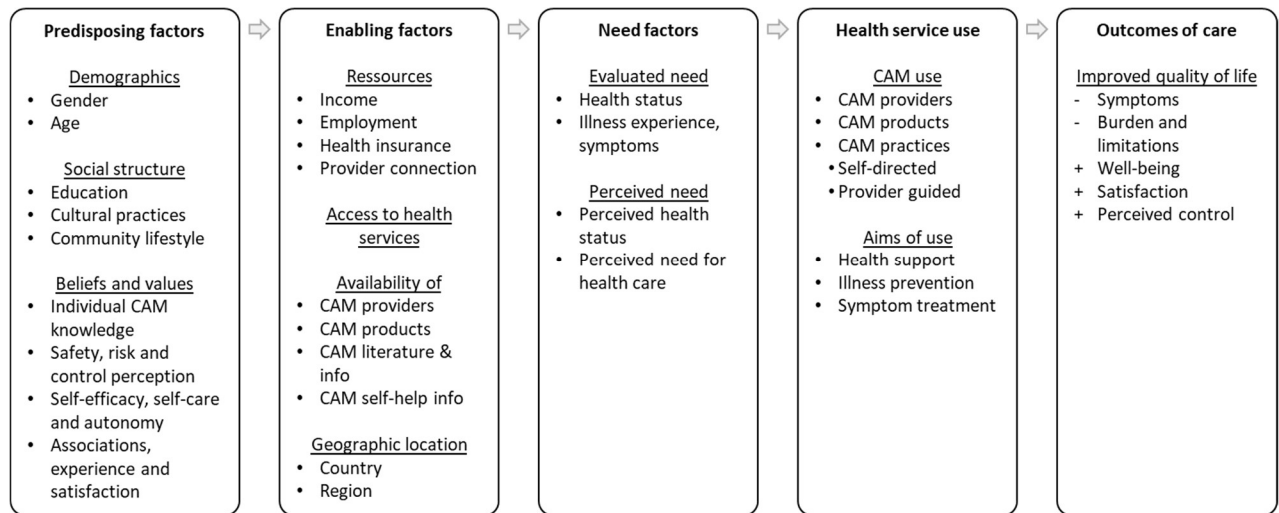 Predisposing factors
Demographics
• Gender
• Age
Social structure
• Education
• Cultural practices
• Community lifestyle
Beliefs and values
• Individual CAM
knowledge
• Safety, risk and
control perception
• Self-efficacy, self-care
and autonomy
• Associations,
experience and
satisfaction
Enabling factors
Ressources
• Income
• Employment
• Health insurance
• Provider connection
Access to health
services
Availability of
• CAM providers
• CAM products
• CAM literature &
info
• CAM self-help info
Geographic location
• Country
• Region
Need factors
Evaluated need
• Health status
• Illness experience,
symptoms
Perceived need
• Perceived health
status
• Perceived need for
health care
Health service use
CAM use
• CAM providers
• CAM products
• CAM practices
• Self-directed
• Provider guided
Aims of use
• Health support
• Illness prevention
• Symptom treatment
Outcomes of care
Improved quality of life
- Symptoms
- Burden and
limitations
+ Well-being
+ Satisfaction
+ Perceived control